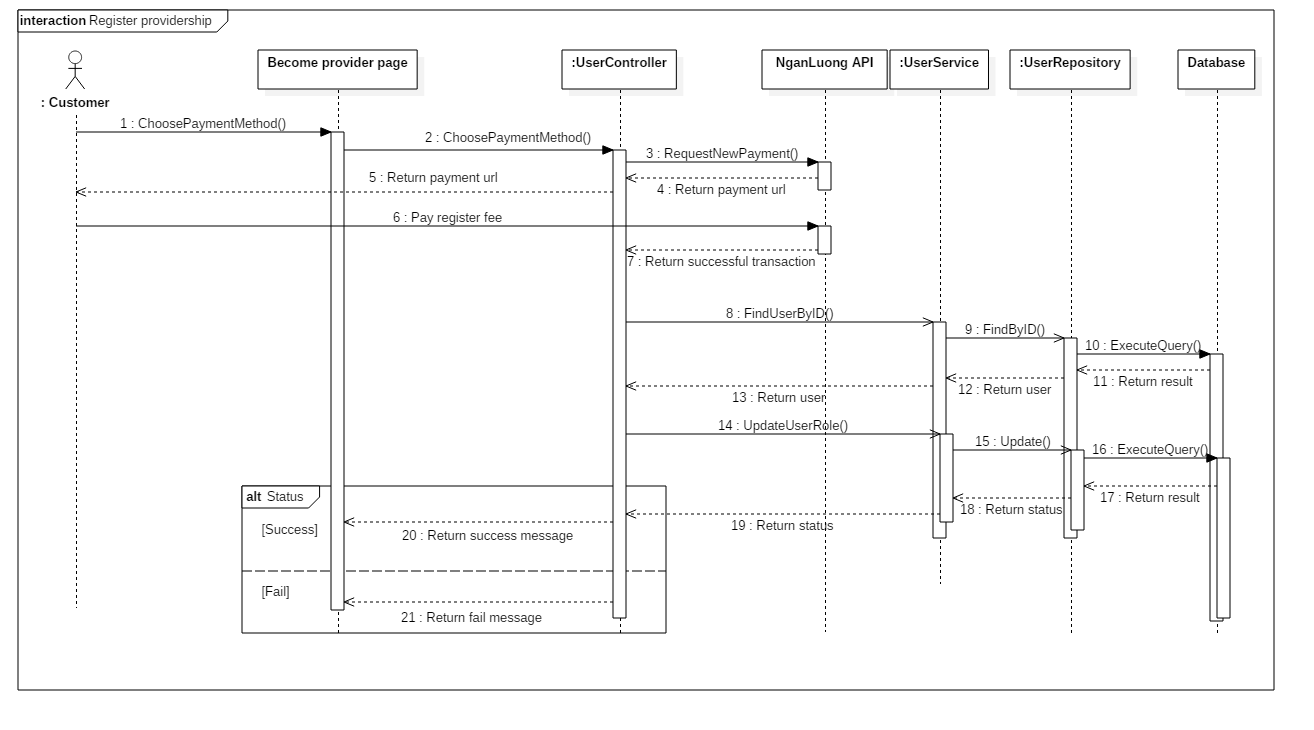 interaction Register providership
Become provider page
:UserController
NganLuong API
:UserService
:UserRepository
Database
: Customer
1 : ChoosePaymentMethod()
2 : ChoosePaymentMethod()
3 : RequestNewPayment()
5 : Return payment url
4 : Return payment url
6 : Pay register fee
7 : Return successful transaction
8 : FindUserByID()
9 : FindByID()
10 : ExecuteQuery()
11 : Return result
12 : Return user
13 : Return user
14 : UpdateUserRole()
15 : Update()
16 : ExecuteQuery()
17 : Return result
18 : Return status
19 : Return status
alt Status
[Success]
20 : Return success message
[Fail]
21 : Return fail message